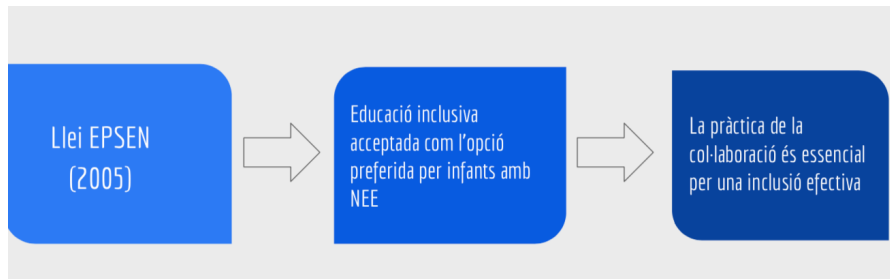 Llei EPSEN
(2005)
Educació inclusiva
acceptada com l'opció
preferida per infants amb
NEE
La pràctica de la
col·laboració és essencial
per una inclusió efectiva